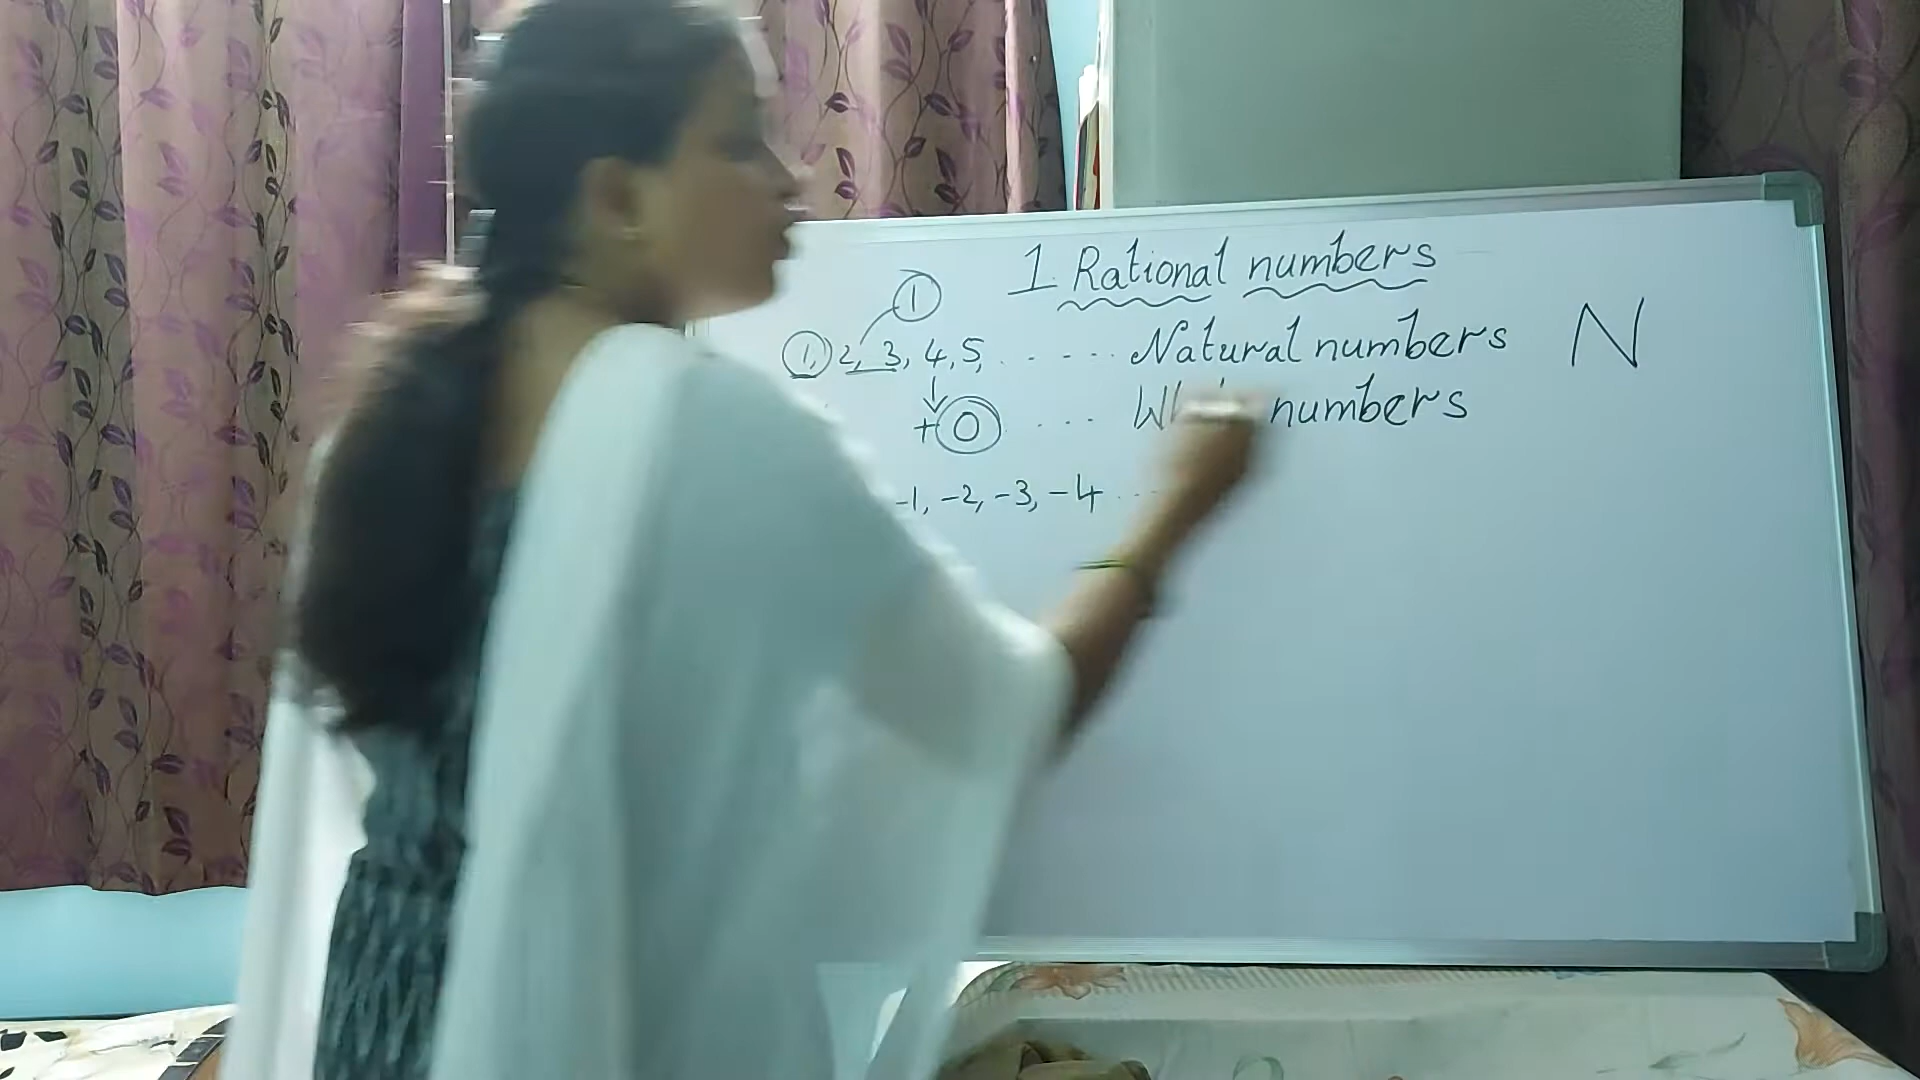 1. Rational numbers
1
1, 2, 3, 4, 5, . . - - - . . Natural numbers N
+ 0 . . . . numbers
-1, -2, -3, -4 . . . .